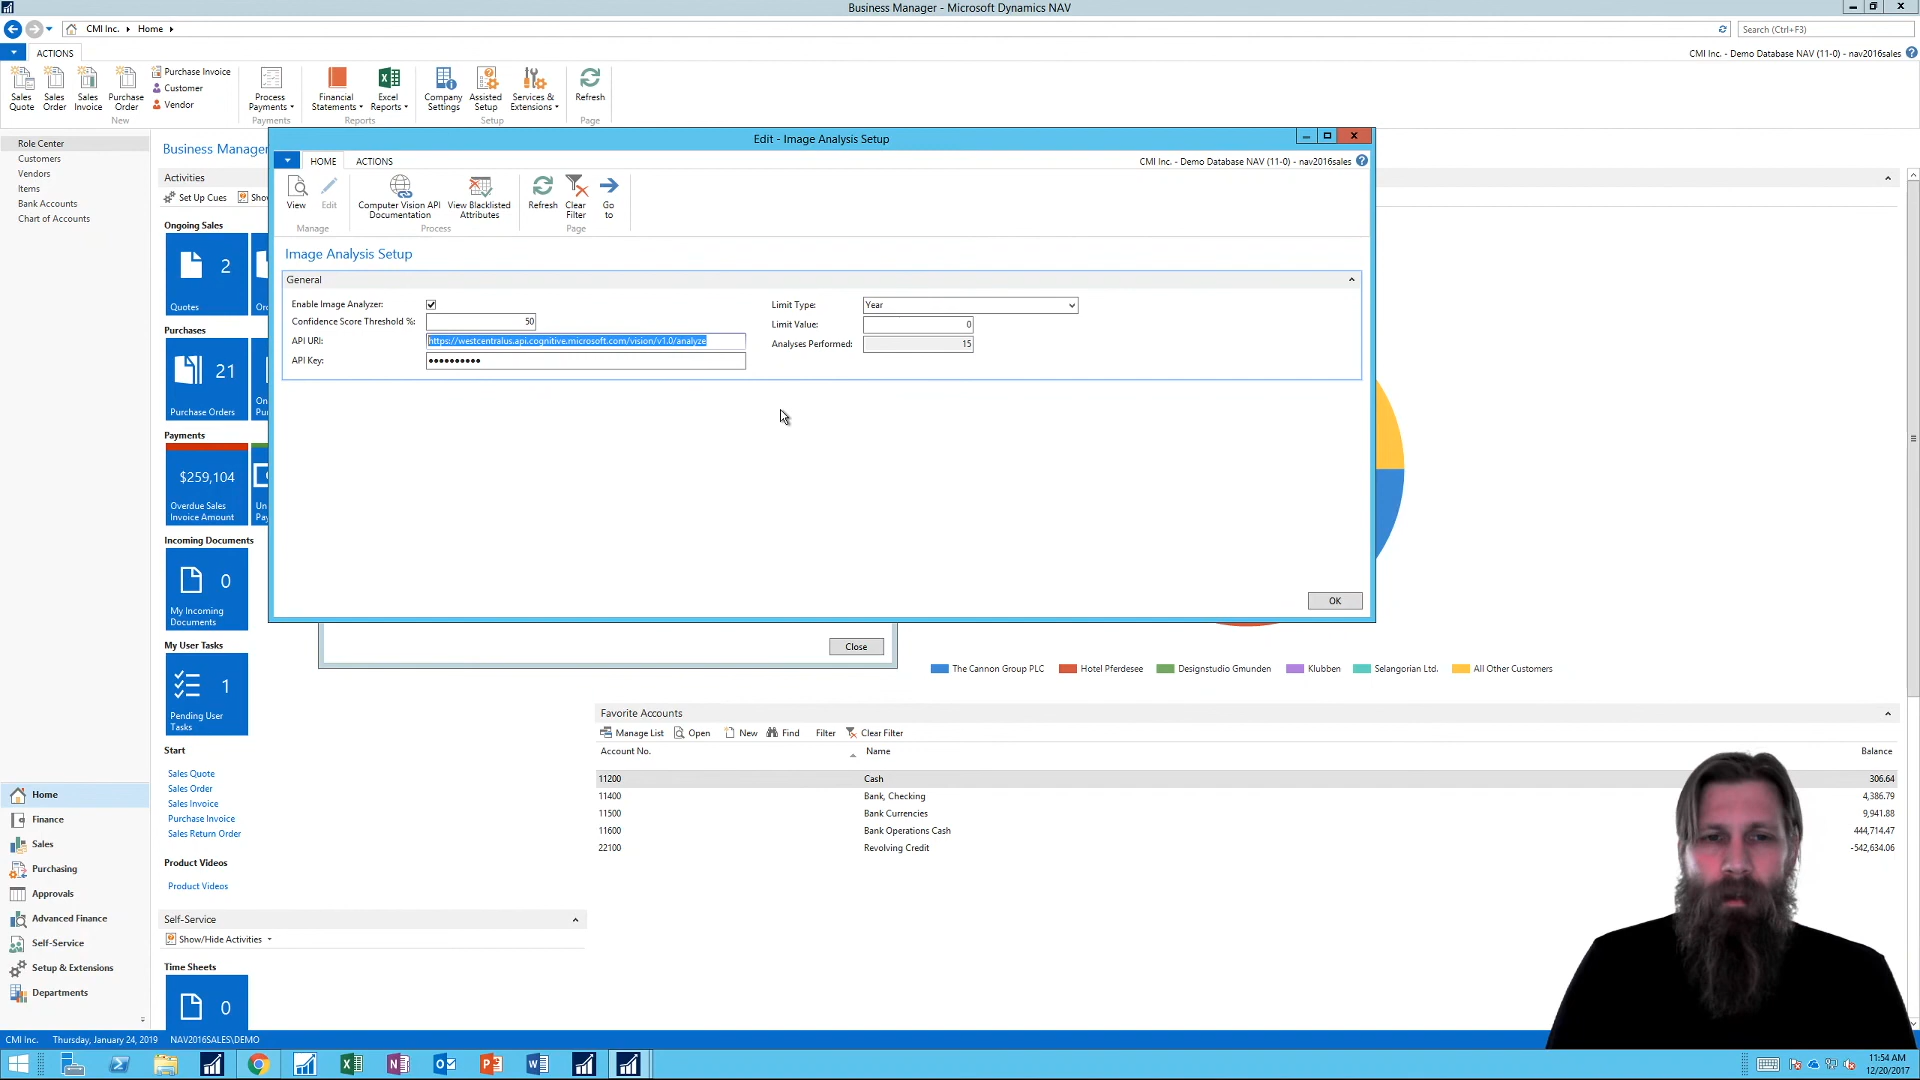 Business Manager - Microsoft Dynamics NAV
CMI Inc.
Home
Search (Ctrl+F3)
ACTIONS
CMI Inc. - Demo Database NAV (11-0) - nav2016sales
Sales Quote
Sales Order
Sales Invoice
Purchase Order
Purchase Invoice
Customer
Vendor
New
Process Payments
Payments
Financial Statements
Excel Reports
Reports
Company Settings
Assisted Setup
Services & Extensions
Setup
Refresh
Page
Role Center
Customers
Vendors
Items
Bank Accounts
Chart of Accounts
Business Manager
Activities
Set Up Cues
Ongoing Sales
2
Quotes
Purchases
21
Purchase Orders
Payments
$259,104
Overdue Sales Invoice Amount
Incoming Documents
0
My Incoming Documents
My User Tasks
1
Pending User Tasks
Start
Sales Quote
Sales Order
Sales Invoice
Purchase Invoice
Sales Return Order
Product Videos
Product Videos
Self-Service
Show/Hide Activities
Time Sheets
0
Edit - Image Analysis Setup
HOME
ACTIONS
CMI Inc. - Demo Database NAV (11-0) - nav2016sales
View
Edit
Manage
Computer Vision API Documentation
View Blacklisted Attributes
Process
Refresh
Clear Filter
Go to
Page
Image Analysis Setup
General
Enable Image Analyzer:
Confidence Score Threshold %:
50
API URI:
https://westcentralus.api.cognitive.microsoft.com/vision/v1.0/analyze
API Key:
Limit Type:
Year
Limit Value:
0
Analyses Performed:
15
OK
Close
The Cannon Group PLC
Hotel Pferdesee
Designstudio Gmunden
Klubben
Selangorian Ltd.
All Other Customers
Favorite Accounts
Manage List
Open
New
Find
Filter
Clear Filter
Account No.
Name
Balance
11200 Cash 306.64
11400 Bank, Checking 4,386.79
11500 Bank Currencies 9,941.88
11600 Bank Operations Cash 444,714.47
22100 Revolving Credit -542,634.06
Home
Finance
Sales
Purchasing
Approvals
Advanced Finance
Self-Service
Setup & Extensions
Departments
CMI Inc.
Thursday, January 24, 2019
NAV2016SALES\DEMO
11:54 AM
12/20/2017